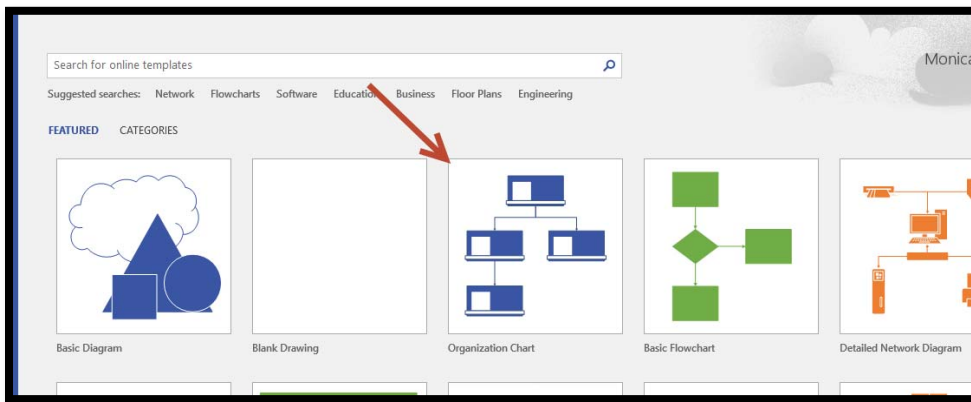 Search for online templates
Monica
Suggested searches: Network Flowcharts Software Education Business Floor Plans Engineering
FEATURED CATEGORIES
Basic Diagram Blank Drawing Organization Chart Basic Flowchart Detailed Network Diagram